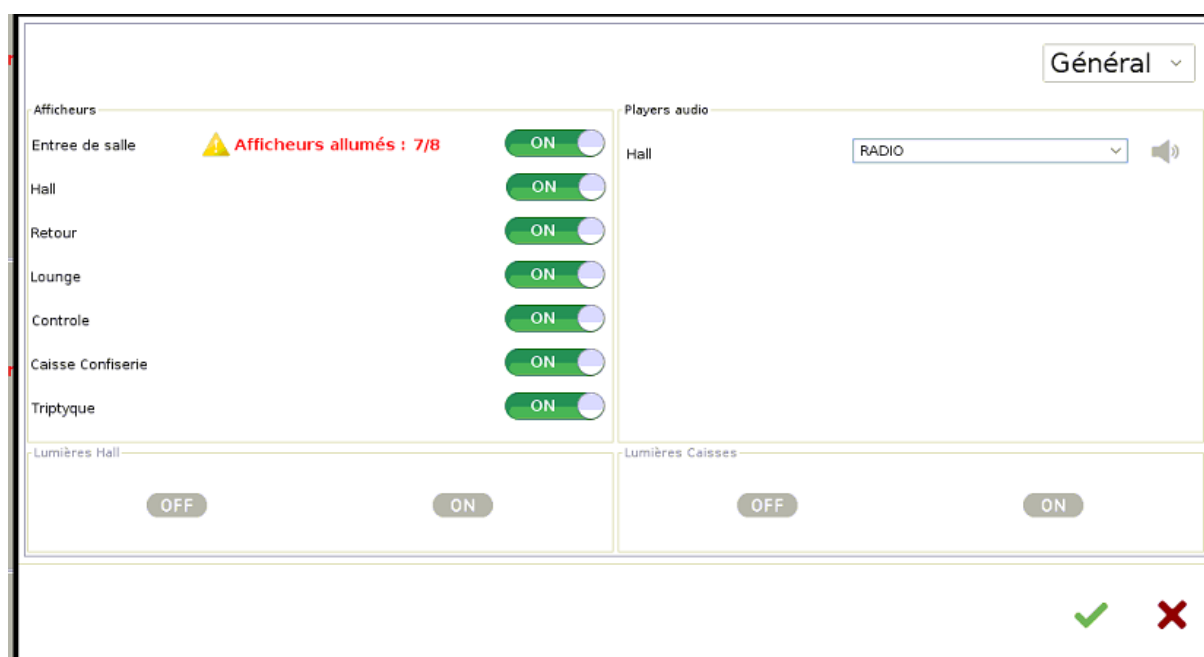 Général
Afficheurs
Players audio
Entree de salle Afficheurs allumés : 7/8 ON
Hall RADIO
Hall ON
Retour ON
Lounge ON
Controle ON
Caisse Confiserie ON
Triptyque ON
Lumières Hall
Lumières Caisses
OFF ON
OFF ON